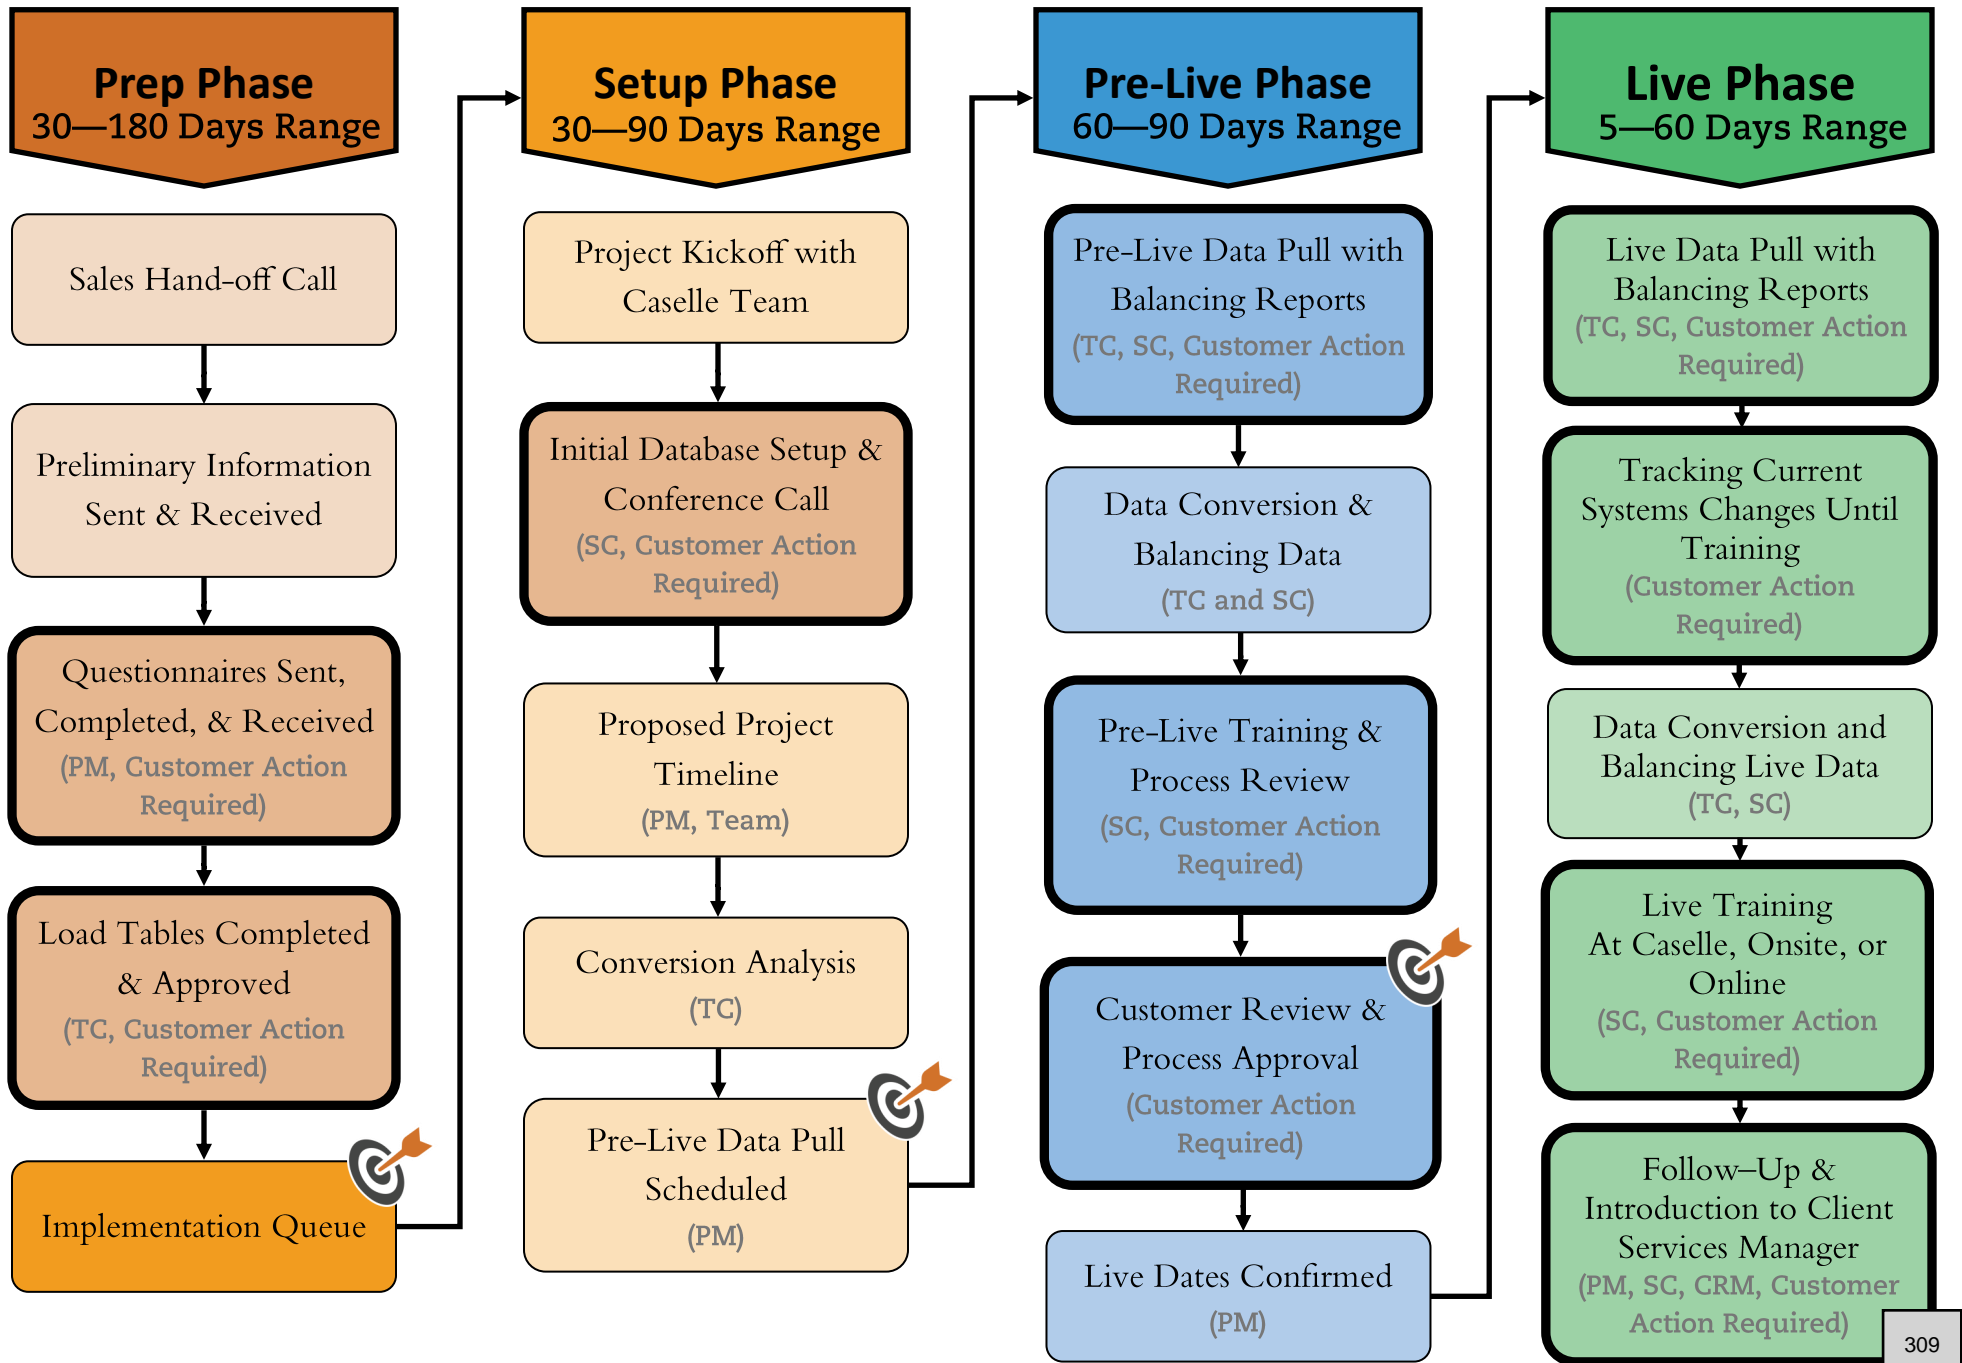 Prep Phase
30—180 Days Range
Sales Hand-off Call
Preliminary Information
Sent & Received
Questionnaires Sent,
Completed, & Received
(PM, Customer Action
Required)
Load Tables Completed
& Approved
(TC, Customer Action
Required)
Implementation Queue
Setup Phase
30—90 Days Range
Project Kickoff with
Caselle Team
Initial Database Setup &
Conference Call
(SC, Customer Action
Required)
Proposed Project
Timeline
(PM, Team)
Conversion Analysis
(TC)
Pre-Live Data Pull
Scheduled
(PM)
Pre-Live Phase
60—90 Days Range
Pre-Live Data Pull with
Balancing Reports
(TC, SC, Customer Action
Required)
Data Conversion &
Balancing Data
(TC and SC)
Pre-Live Training &
Process Review
(SC, Customer Action
Required)
Customer Review &
Process Approval
(Customer Action
Required)
Live Dates Confirmed
(PM)
Live Phase
5—60 Days Range
Live Data Pull with
Balancing Reports
(TC, SC, Customer Action
Required)
Tracking Current
Systems Changes Until
Training
(Customer Action
Required)
Data Conversion and
Balancing Live Data
(TC, SC)
Live Training
At Caselle, Onsite, or
Online
(SC, Customer Action
Required)
Follow–Up &
Introduction to Client
Services Manager
(PM, SC, CRM, Customer
Action Required)
309